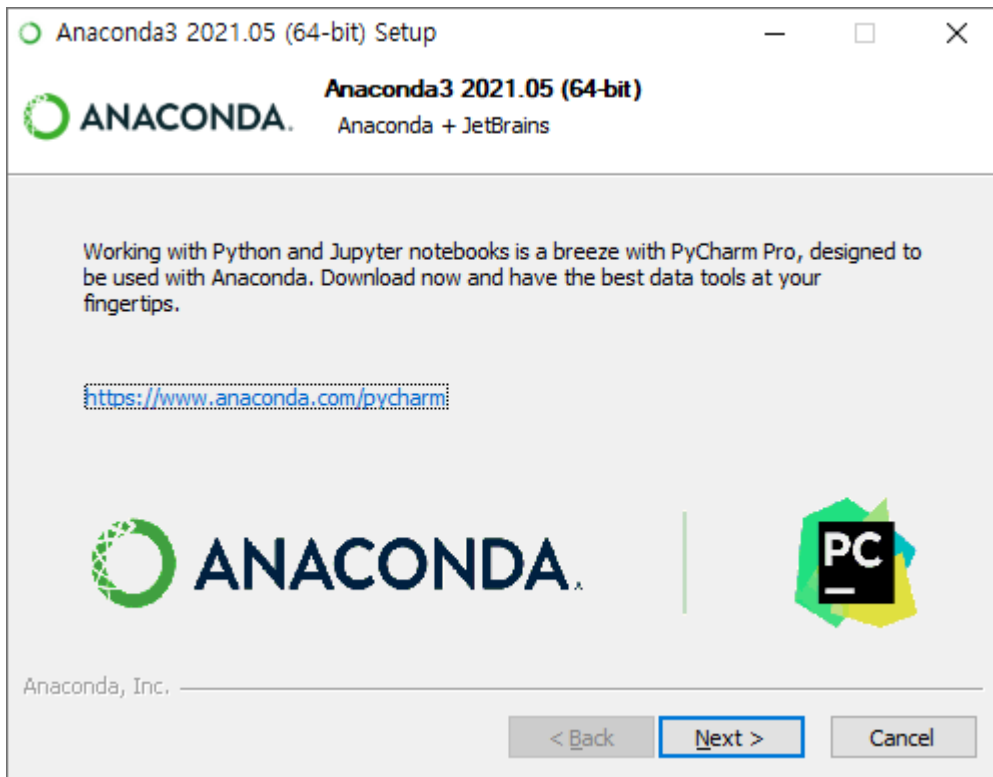 Anaconda3 2021.05 (64-bit) Setup
ANACONDA.
Anaconda3 2021.05 (64-bit)
Anaconda + JetBrains
Working with Python and Jupyter notebooks is a breeze with PyCharm Pro, designed to
be used with Anaconda. Download now and have the best data tools at your
fingertips.
https://www.anaconda.com/pycharm
ANACONDA.
PC
Anaconda, Inc.
< Back
Next >
Cancel